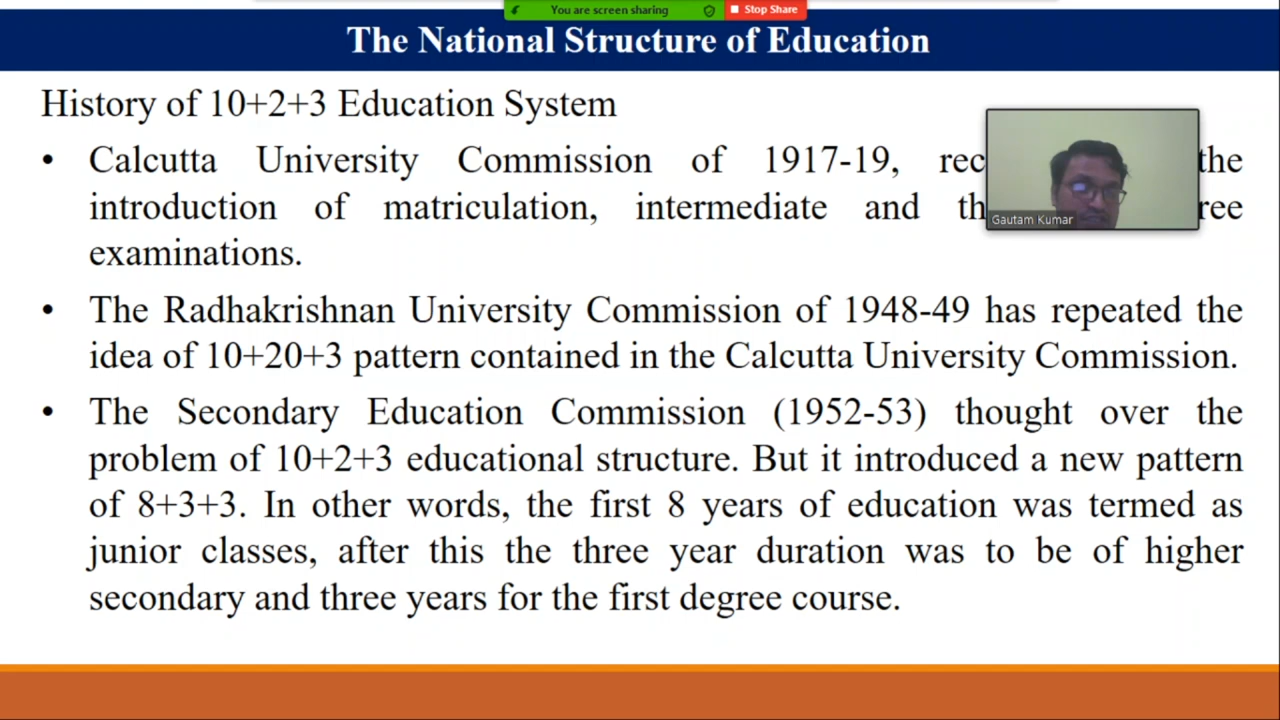 You are screen sharing
Stop Share
The National Structure of Education
History of 10+2+3 Education System
• Calcutta University Commission of 1917-19, the
introduction of matriculation, intermediate and
examinations.
Gautam Kumar
• The Radhakrishnan University Commission of 1948-49 has repeated the
idea of 10+20+3 pattern contained in the Calcutta University Commission.
• The Secondary Education Commission (1952-53) thought over the
problem of 10+2+3 educational structure. But it introduced a new pattern
of 8+3+3. In other words, the first 8 years of education was termed as
junior classes, after this the three year duration was to be of higher
secondary and three years for the first degree course.